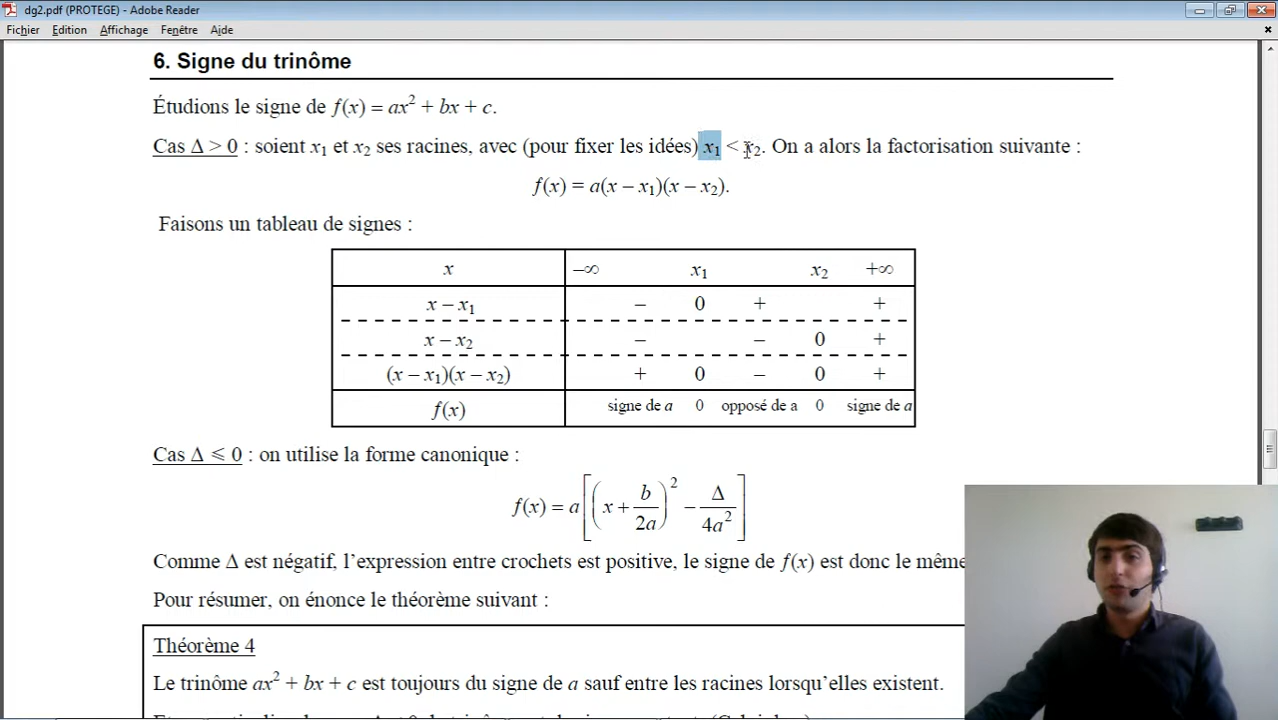 dg2.pdf (PROTEGE) - Adobe Reader
Fichier Edition Affichage Fenêtre Aide
6. Signe du trinôme
Étudions le signe de f(x) = ax² + bx + c.
Cas Δ > 0 : soient x₁ et x₂ ses racines, avec (pour fixer les idées) x₁ < x₂. On a alors la factorisation suivante :
f(x) = a(x – x₁)(x – x₂).
Faisons un tableau de signes :
x –∞ x₁ x₂ +∞
x – x₁ – 0 + +
x – x₂ – – 0 +
(x – x₁)(x – x₂) + 0 – 0 +
f(x) signe de a 0 opposé de a 0 signe de a
Cas Δ ⩽ 0 : on utilise la forme canonique :
f(x) = a[(x + b/2a)² – Δ/4a²]
Comme Δ est négatif, l’expression entre crochets est positive, le signe de f(x) est donc le même
Pour résumer, on énonce le théorème suivant :
Théorème 4
Le trinôme ax² + bx + c est toujours du signe de a sauf entre les racines lorsqu’elles existent.